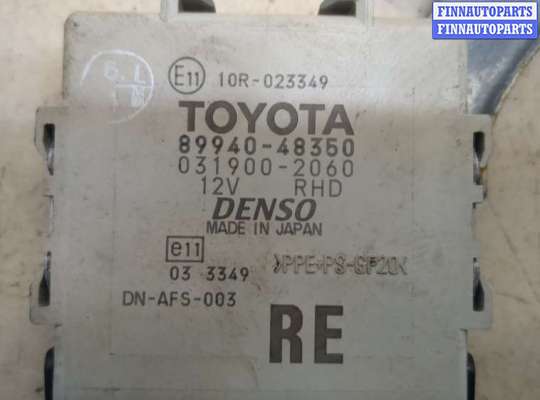 FINNAUTOPARTS
FINNAUTOPARTS
E11 10R-023349
TOYOTA
89940-48350
031900-2060
12V RHD
DENSO
MADE IN JAPAN
e11
03 3349
>PPE+PS-GF20<
DN-AFS-003
RE